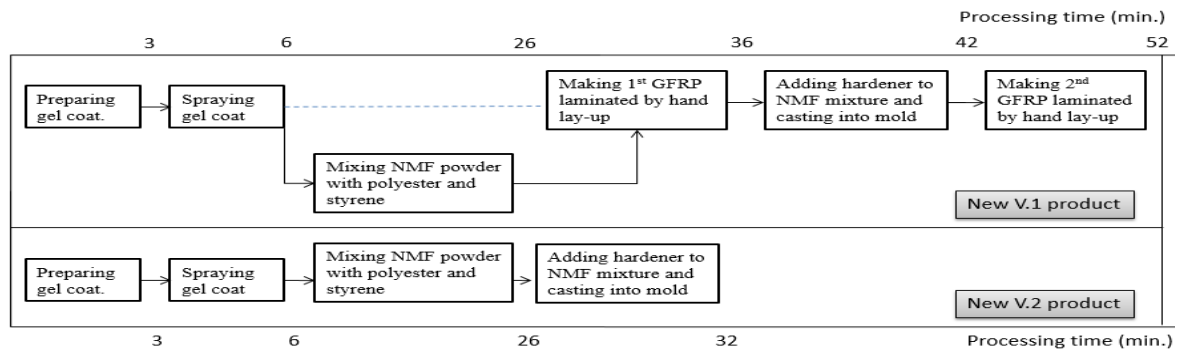 Processing time (min.)
3 6 26 36 42 52
Preparing
gel coat.
Spraying
gel coat
Making 1st GFRP
laminated by hand
lay-up
Adding hardener to
NMF mixture and
casting into mold
Making 2nd
GFRP laminated
by hand lay-up
Mixing NMF powder
with polyester and
styrene
New V.1 product
Preparing
gel coat.
Spraying
gel coat
Mixing NMF powder
with polyester and
styrene
Adding hardener to
NMF mixture and
casting into mold
New V.2 product
3 6 26 32 Processing time (min.)